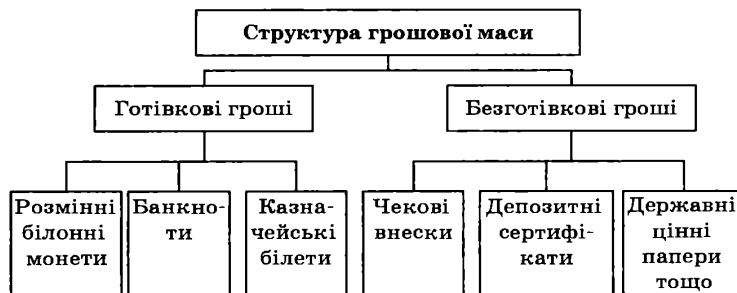 Структура грошової маси
Готівкові гроші
Безготівкові гроші
Розмінні
білонні
монети
Банкно-
ти
Казна-
чейські
білети
Чекові
внески
Депозитні
сертифі-
кати
Державні
цінні
папери
тощо